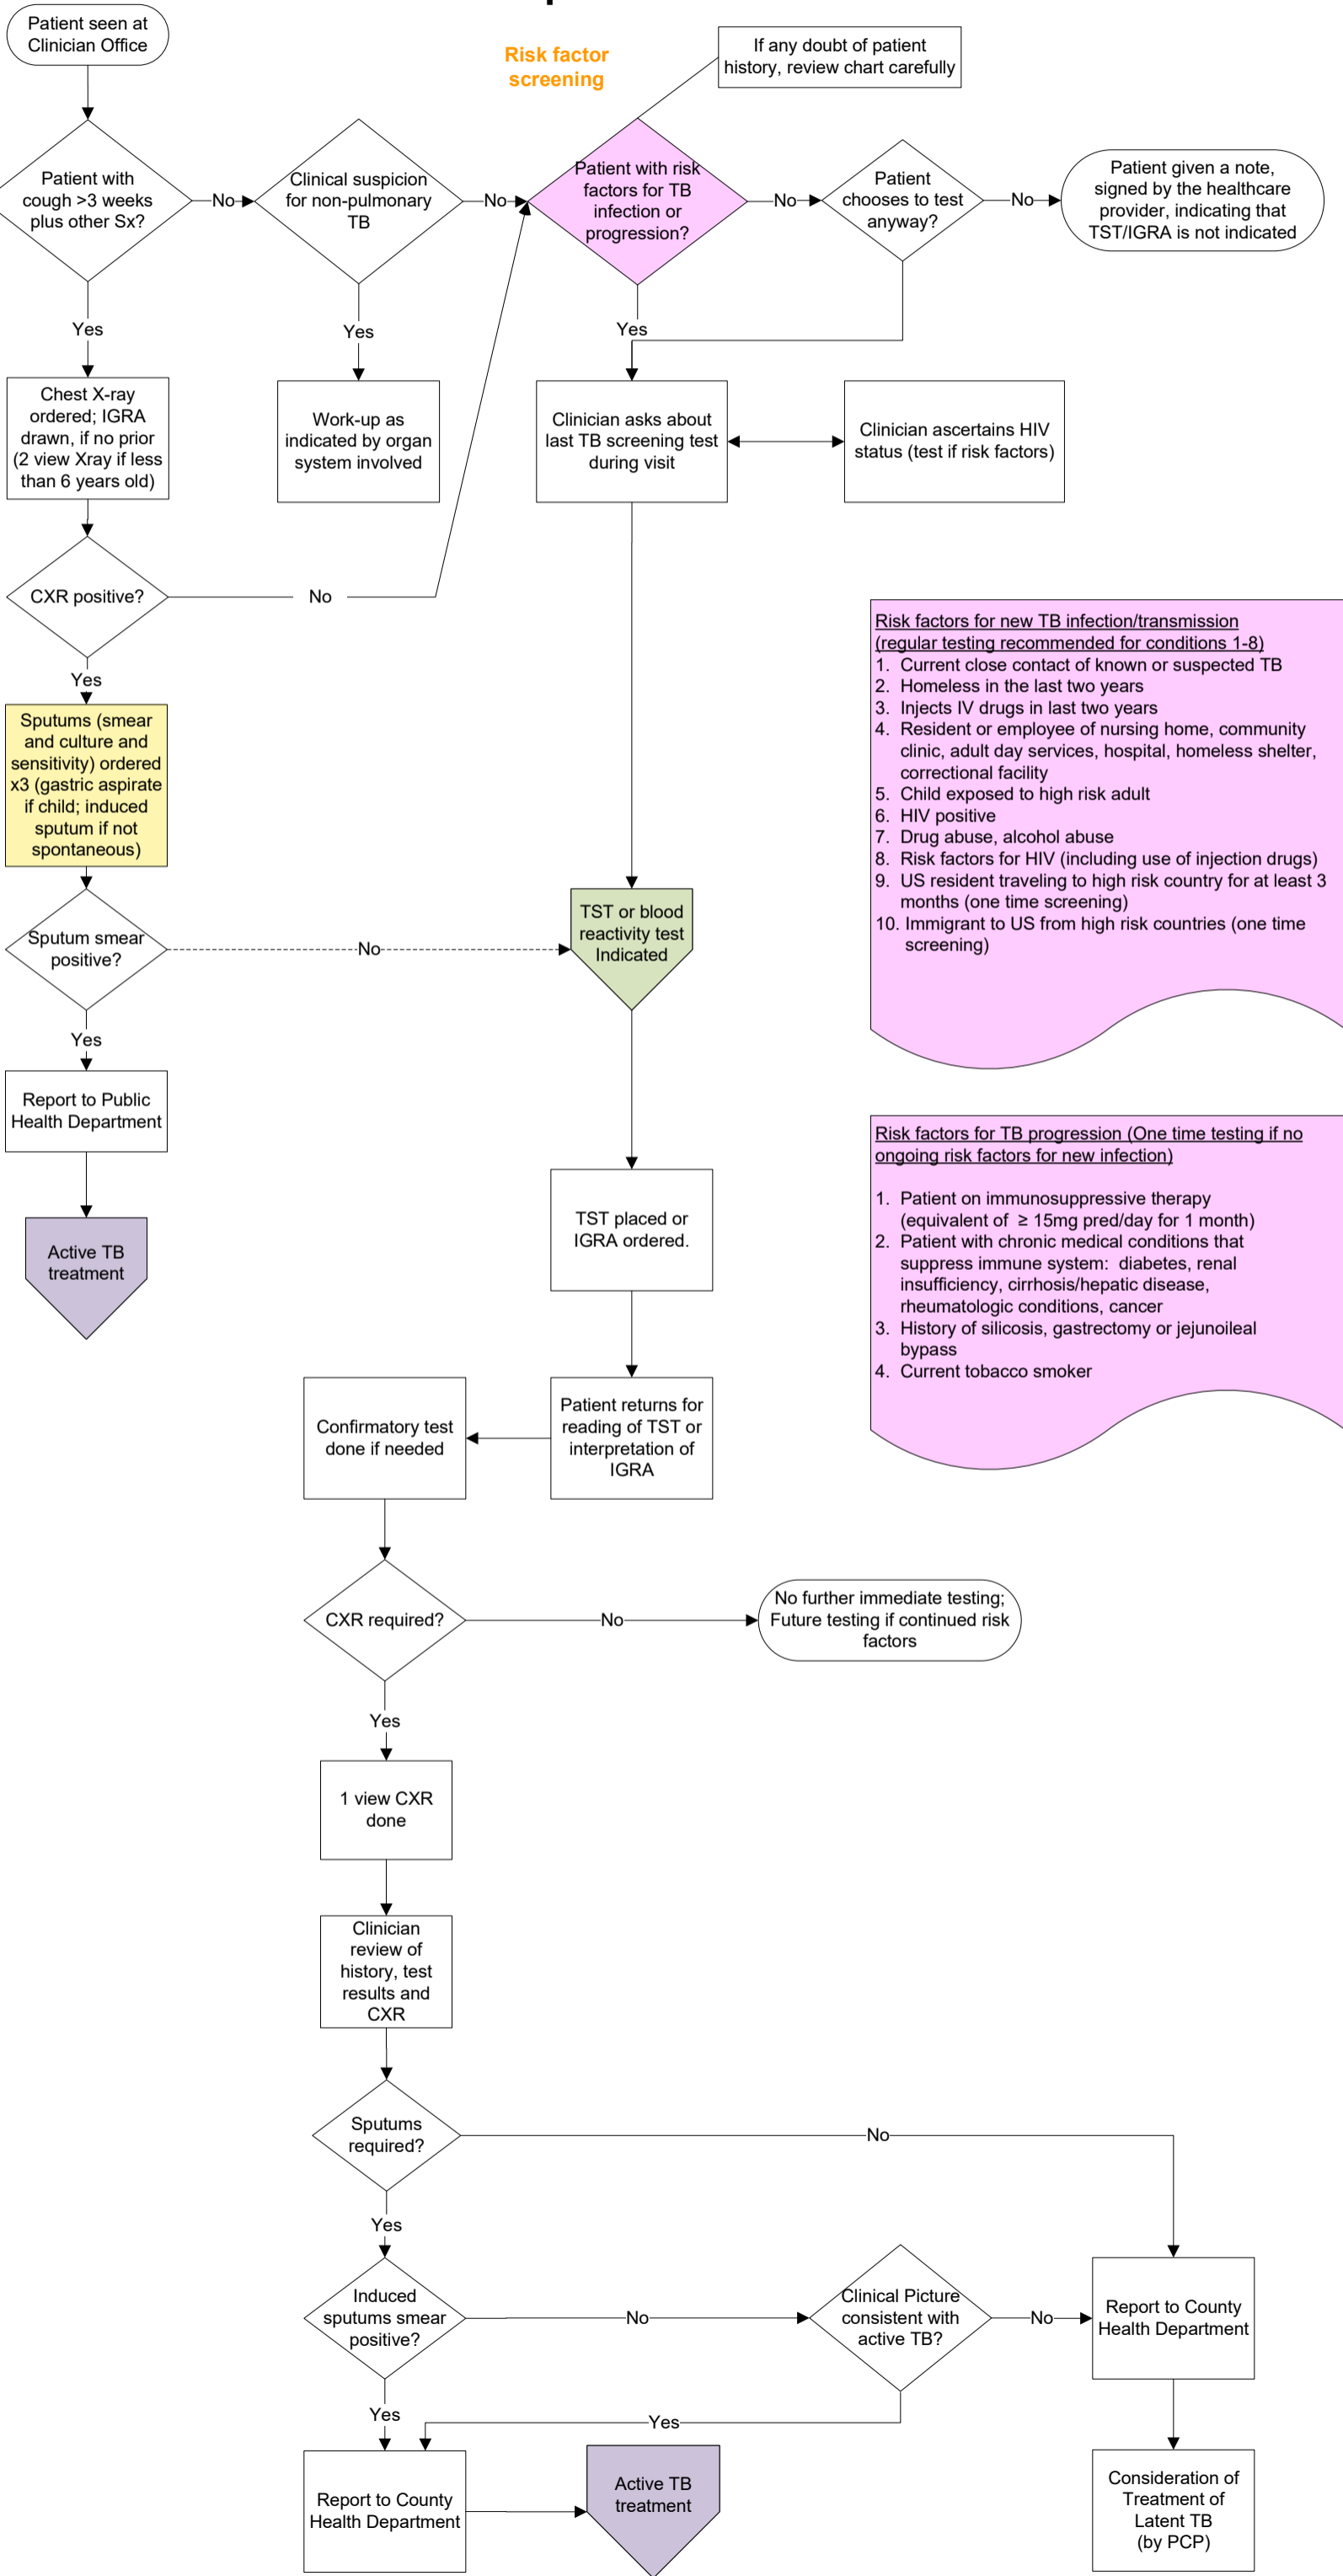 Patient seen at
Clinician Office
Risk factor
screening
If any doubt of patient
history, review chart carefully
Patient with
cough >3 weeks
plus other Sx?
No
Clinical suspicion
for non-pulmonary
TB
No
Patient with risk
factors for TB
infection or
progression?
No
Patient
chooses to test
anyway?
No
Patient given a note,
signed by the healthcare
provider, indicating that
TST/IGRA is not indicated
Yes
Yes
Yes
Chest X-ray
ordered; IGRA
drawn, if no prior
(2 view Xray if less
than 6 years old)
Work-up as
indicated by organ
system involved
Clinician asks about
last TB screening test
during visit
Clinician ascertains HIV
status (test if risk factors)
CXR positive?
No
Yes
Risk factors for new TB infection/transmission
(regular testing recommended for conditions 1-8)
1. Current close contact of known or suspected TB
2. Homeless in the last two years
3. Injects IV drugs in last two years
4. Resident or employee of nursing home, community
clinic, adult day services, hospital, homeless shelter,
correctional facility
5. Child exposed to high risk adult
6. HIV positive
7. Drug abuse, alcohol abuse
8. Risk factors for HIV (including use of injection drugs)
9. US resident traveling to high risk country for at least 3
months (one time screening)
10. Immigrant to US from high risk countries (one time
screening)
Sputums (smear
and culture and
sensitivity) ordered
x3 (gastric aspirate
if child; induced
sputum if not
spontaneous)
Sputum smear
positive?
No
TST or blood
reactivity test
Indicated
Yes
Report to Public
Health Department
Active TB
treatment
Risk factors for TB progression (One time testing if no
ongoing risk factors for new infection)
1. Patient on immunosuppressive therapy
(equivalent of ≥ 15mg pred/day for 1 month)
2. Patient with chronic medical conditions that
suppress immune system: diabetes, renal
insufficiency, cirrhosis/hepatic disease,
rheumatologic conditions, cancer
3. History of silicosis, gastrectomy or jejunoileal
bypass
4. Current tobacco smoker
TST placed or
IGRA ordered.
Confirmatory test
done if needed
Patient returns for
reading of TST or
interpretation of
IGRA
CXR required?
No
No further immediate testing;
Future testing if continued risk
factors
Yes
1 view CXR
done
Clinician
review of
history, test
results and
CXR
Sputums
required?
No
Yes
Induced
sputums smear
positive?
No
Clinical Picture
consistent with
active TB?
No
Report to County
Health Department
Yes
Yes
Report to County
Health Department
Active TB
treatment
Consideration of
Treatment of
Latent TB
(by PCP)